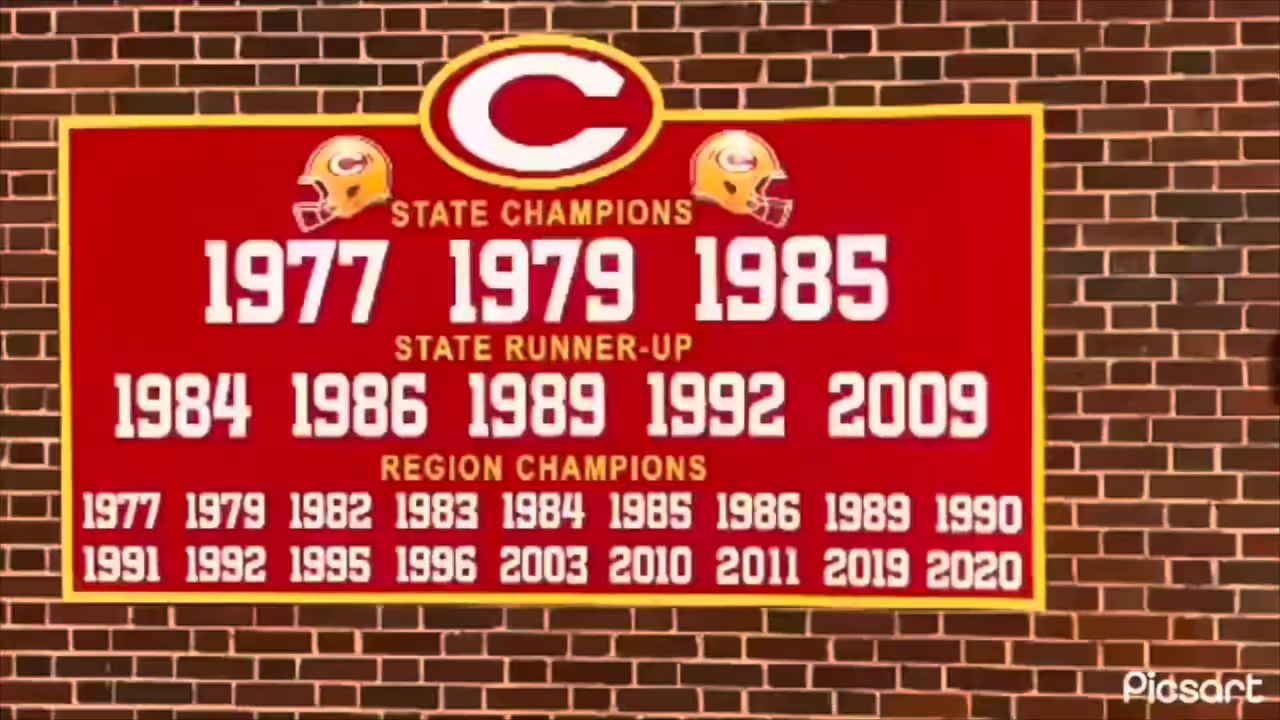 C
C C
STATE CHAMPIONS
1977 1979 1985
STATE RUNNER-UP
1984 1986 1989 1992 2009
REGION CHAMPIONS
1977 1979 1982 1983 1984 1985 1986 1989 1990
1991 1992 1995 1996 2003 2010 2011 2019 2020
Picsart